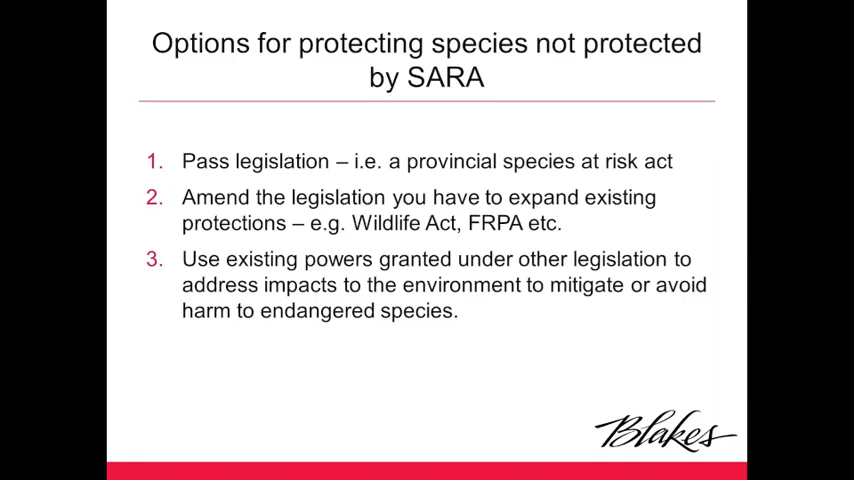 Options for protecting species not protected
by SARA
1. Pass legislation – i.e. a provincial species at risk act
2. Amend the legislation you have to expand existing
protections – e.g. Wildlife Act, FRPA etc.
3. Use existing powers granted under other legislation to
address impacts to the environment to mitigate or avoid
harm to endangered species.
Blakes